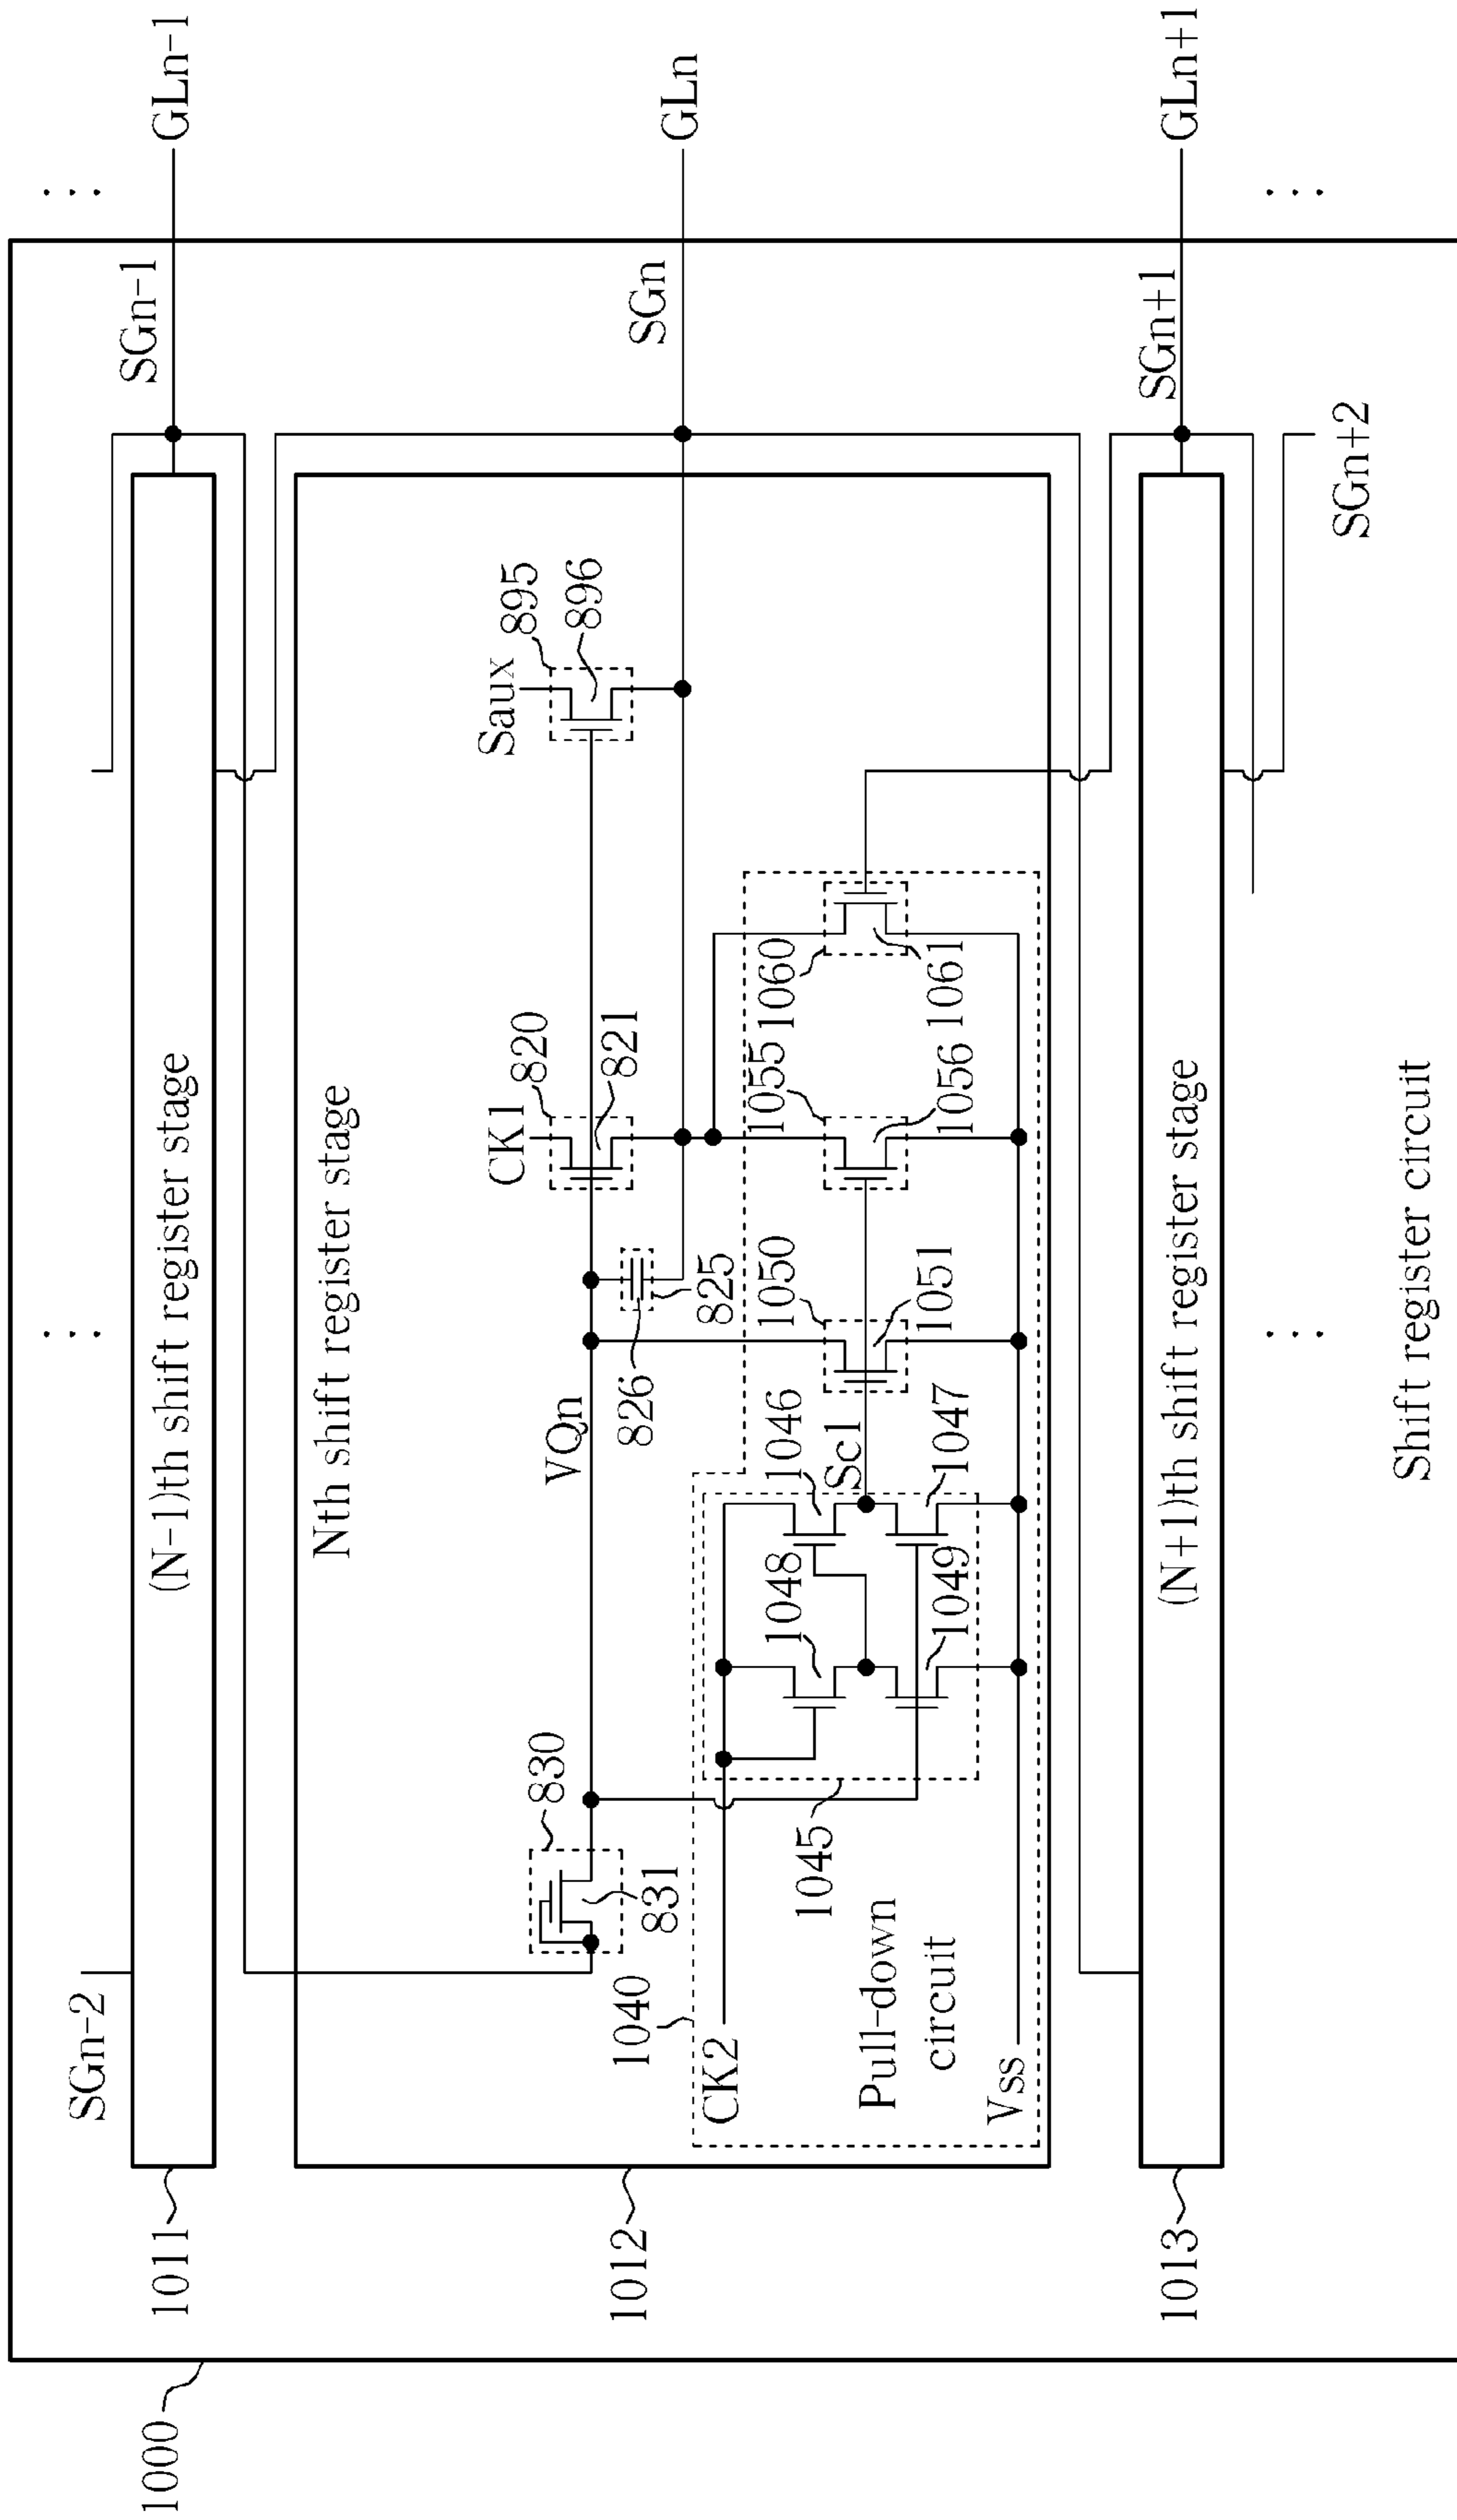 1000
1011
SGn-2
(N-1)th shift register stage
SGn-1
GLn-1
1012
Nth shift register stage
CK1
820
Saux
895
830
896
VQn
821
831
1040
826
825
SGn
GLn
CK2
1046
1048
1050
1055
1060
1045
Sc1
Pull-down
circuit
1049
1047
1051
1056
1061
Vss
1013
(N+1)th shift register stage
SGn+1
GLn+1
SGn+2
Shift register circuit